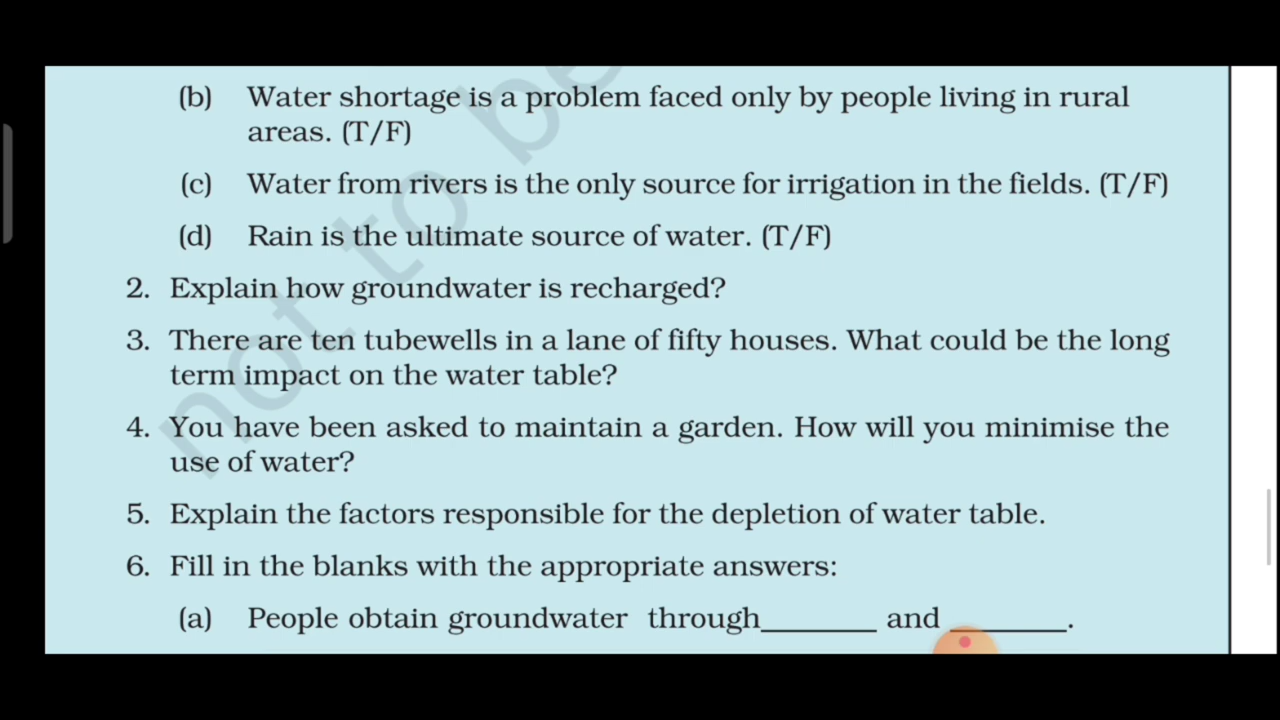 (b) Water shortage is a problem faced only by people living in rural
areas. (T/F)
(c) Water from rivers is the only source for irrigation in the fields. (T/F)
(d) Rain is the ultimate source of water. (T/F)
2. Explain how groundwater is recharged?
3. There are ten tubewells in a lane of fifty houses. What could be the long
term impact on the water table?
4. You have been asked to maintain a garden. How will you minimise the
use of water?
5. Explain the factors responsible for the depletion of water table.
6. Fill in the blanks with the appropriate answers:
(a) People obtain groundwater through________ and ________.
not to be